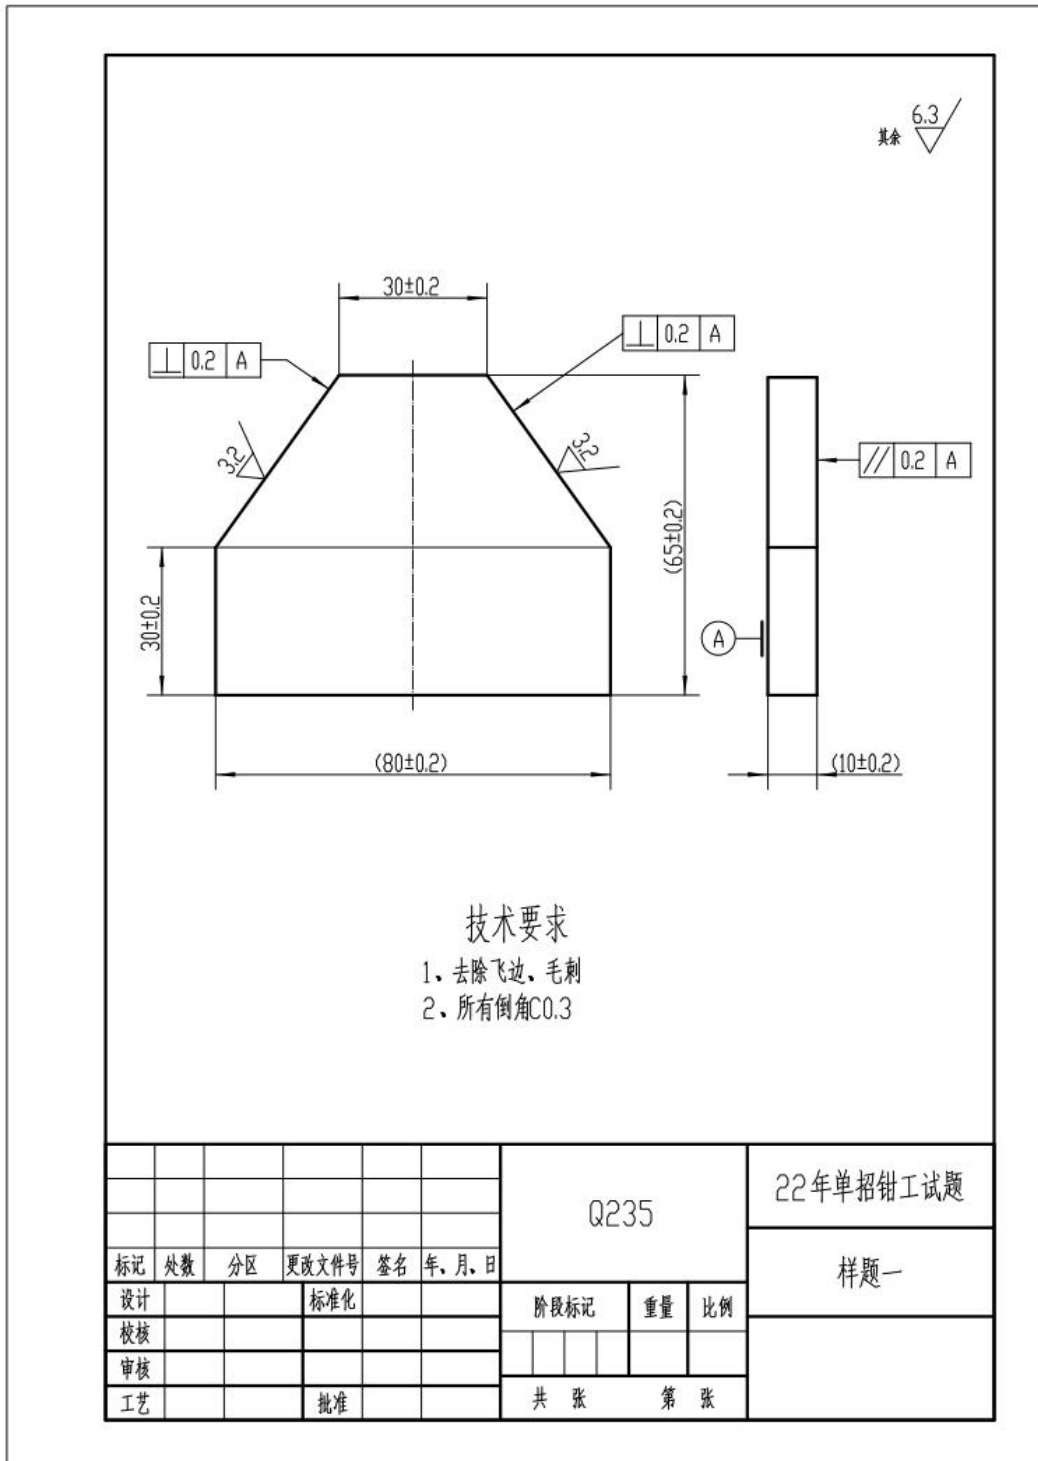 6.3
其余
30±0.2
⊥ 0.2 A
⊥ 0.2 A
3.2
3.2
// 0.2 A
(65±0.2)
30±0.2
A
(80±0.2)
(10±0.2)
技术要求
1、去除飞边、毛刺
2、所有倒角C0.3
Q235
22年单招钳工试题
样题一
标记 处数 分区 更改文件号 签名 年、月、日
设计 标准化
阶段标记 重量 比例
校核
审核
工艺 批准
共 张 第 张